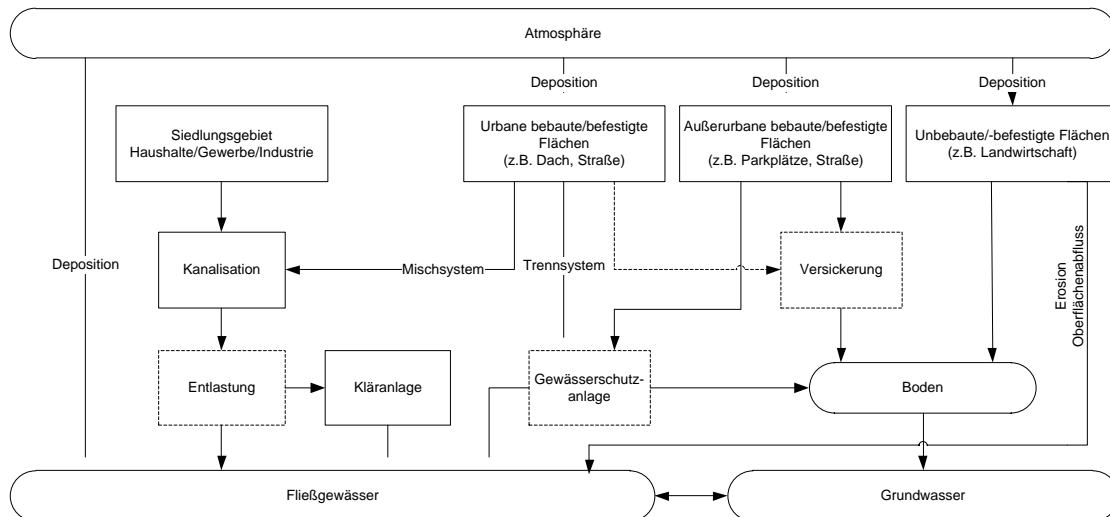 Atmosphäre
Deposition
Deposition
Deposition
Siedlungsgebiet
Haushalte/Gewerbe/Industrie
Urbane bebaute/befestigte
Flächen
(z.B. Dach, Straße)
Außerurbane bebaute/befestigte
Flächen
(z.B. Parkplätze, Straße)
Unbebaute/-befestigte Flächen
(z.B. Landwirtschaft)
Deposition
Kanalisation
Mischsystem
Trennsystem
Versickerung
Erosion
Oberflächenabfluss
Entlastung
Kläranlage
Gewässerschutz-
anlage
Boden
Fließgewässer
Grundwasser